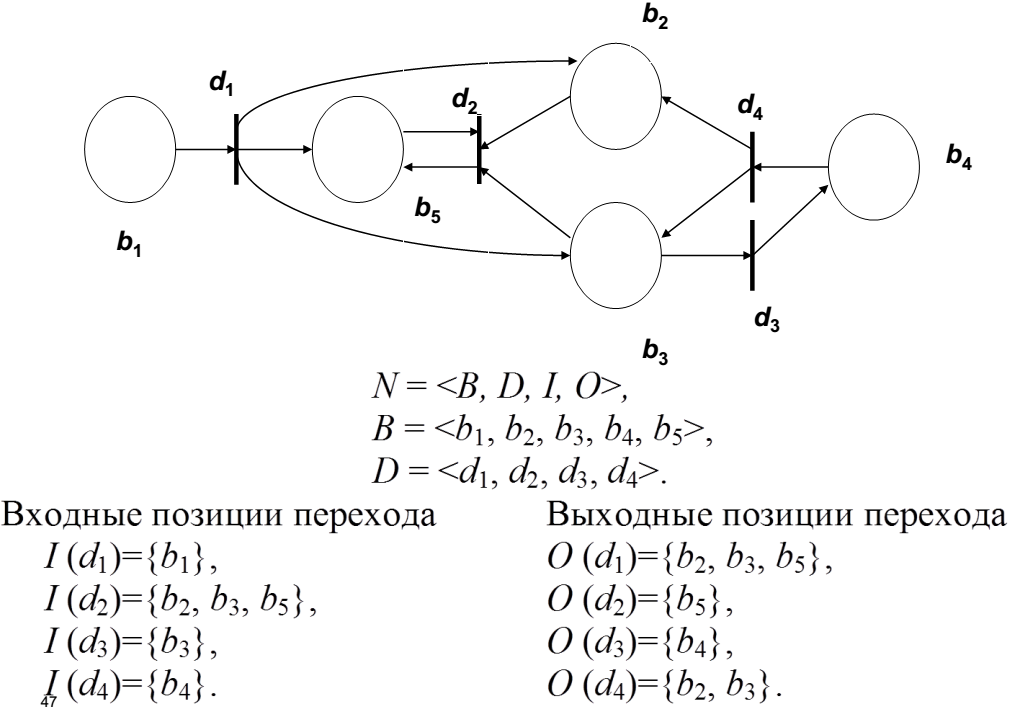 b₂
d₁
d₂
d₄
b₄
b₅
b₁
d₃
b₃
N = <B, D, I, O>,
B = <b₁, b₂, b₃, b₄, b₅>,
D = <d₁, d₂, d₃, d₄>.
Входные позиции перехода
I (d₁)={b₁},
I (d₂)={b₂, b₃, b₅},
I (d₃)={b₃},
I (d₄)={b₄}.
Выходные позиции перехода
O (d₁)={b₂, b₃, b₅},
O (d₂)={b₅},
O (d₃)={b₄},
O (d₄)={b₂, b₃}.
47